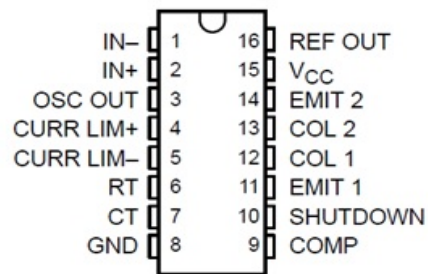 IN– 1 16 REF OUT
IN+ 2 15 VCC
OSC OUT 3 14 EMIT 2
CURR LIM+ 4 13 COL 2
CURR LIM– 5 12 COL 1
RT 6 11 EMIT 1
CT 7 10 SHUTDOWN
GND 8 9 COMP